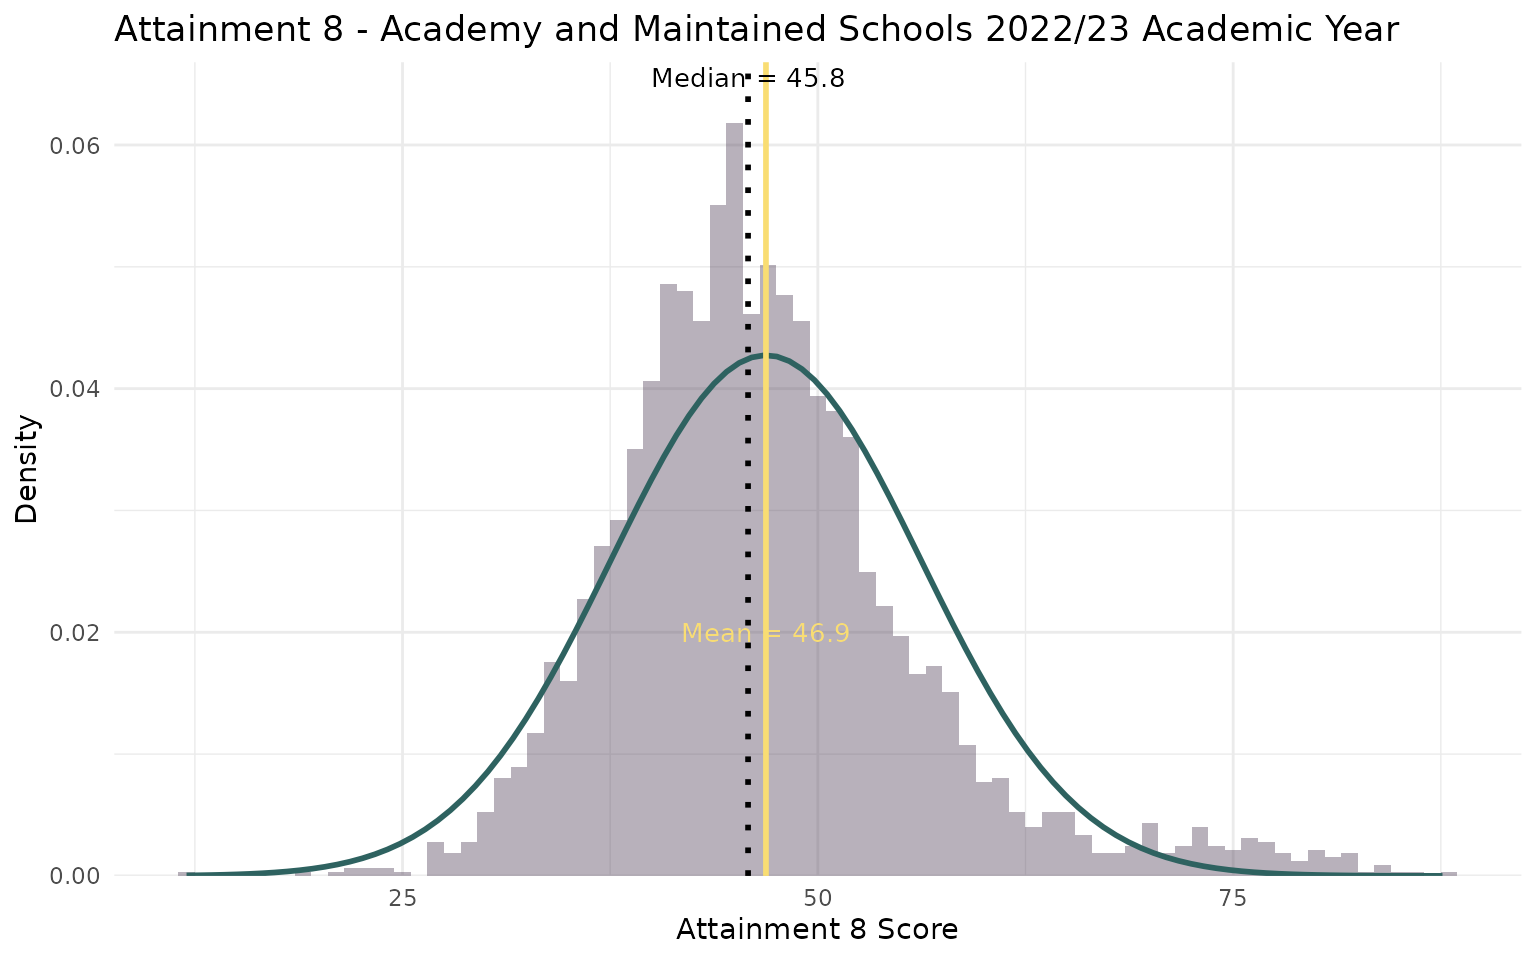 Attainment 8 - Academy and Maintained Schools 2022/23 Academic Year
Median = 45.8
0.06
0.04
Density
0.02
Mean = 46.9
0.00
25
50
75
Attainment 8 Score